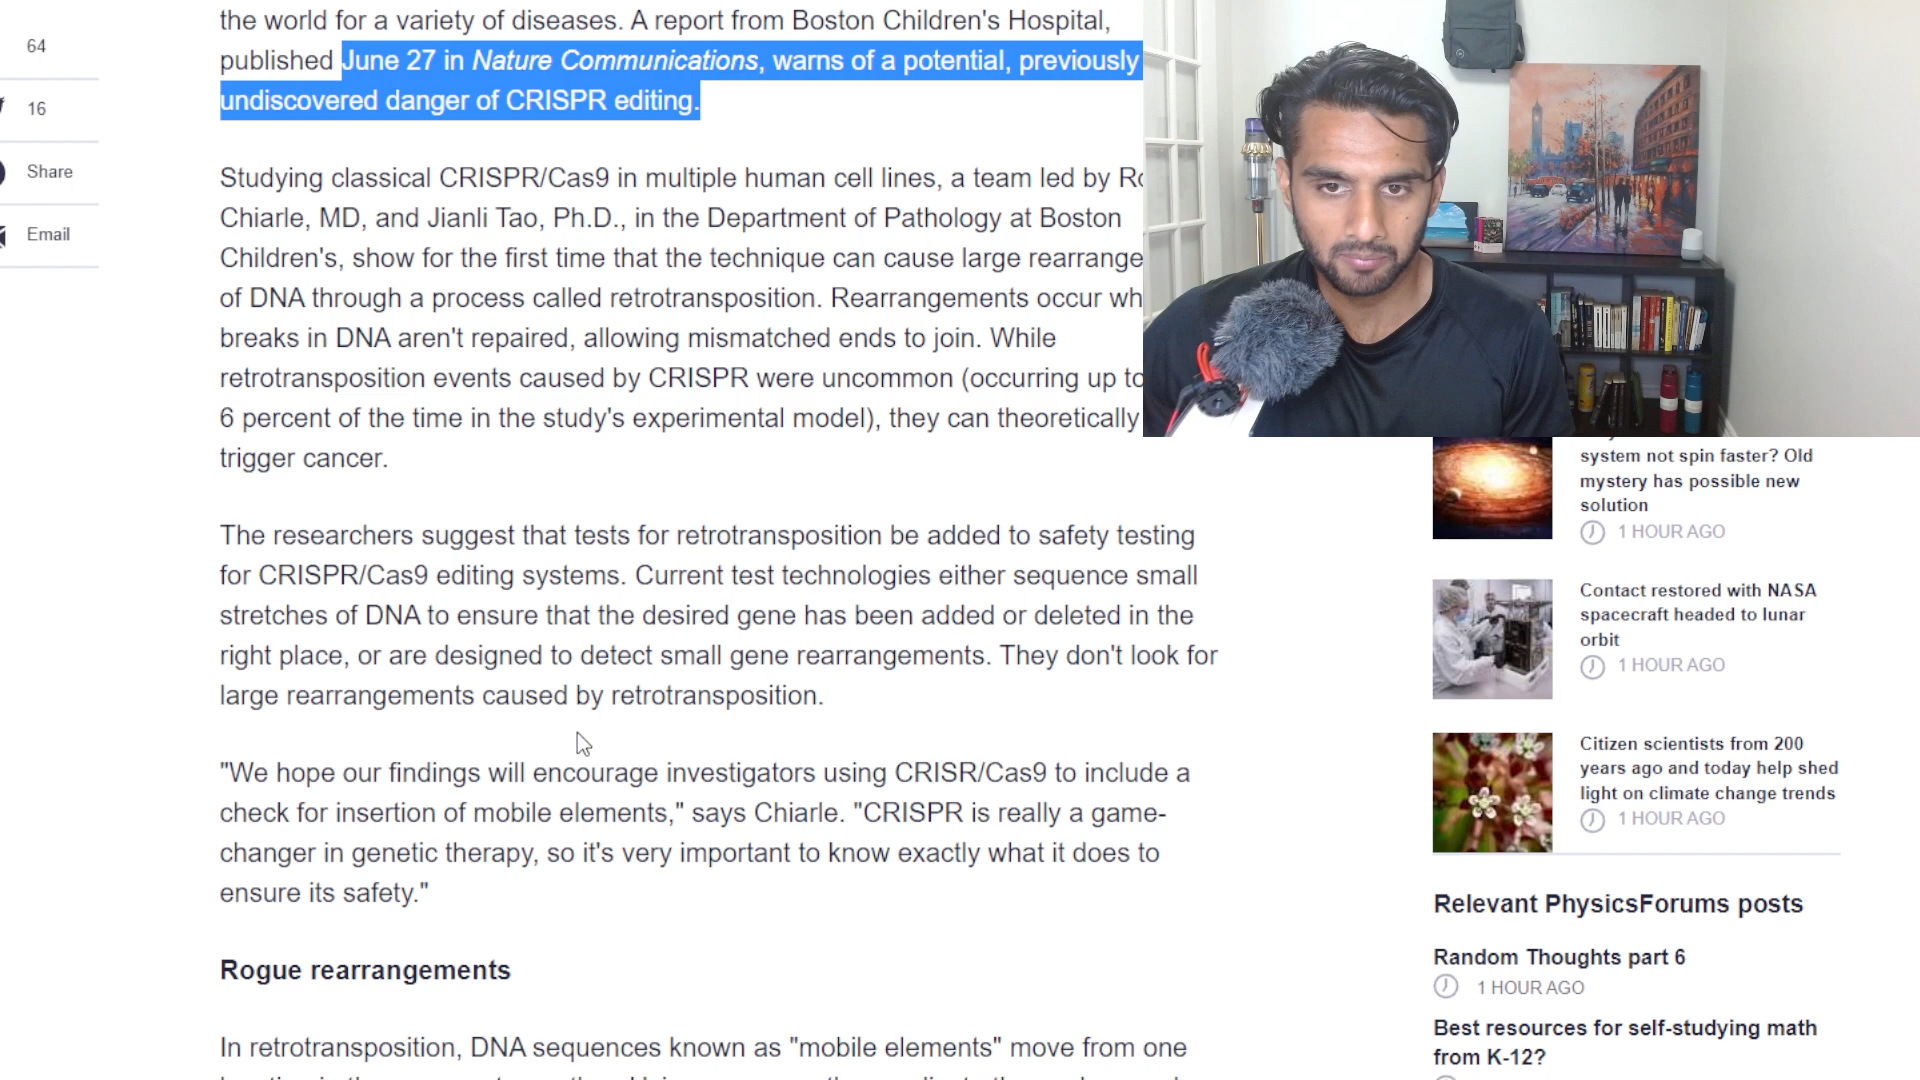 64
16
Share
Email
the world for a variety of diseases. A report from Boston Children's Hospital,
published June 27 in Nature Communications, warns of a potential, previously
undiscovered danger of CRISPR editing.
Studying classical CRISPR/Cas9 in multiple human cell lines, a team led by
Chiarle, MD, and Jianli Tao, Ph.D., in the Department of Pathology at Boston
Children's, show for the first time that the technique can cause large
of DNA through a process called retrotransposition. Rearrangements occur
breaks in DNA aren't repaired, allowing mismatched ends to join. While
retrotransposition events caused by CRISPR were uncommon (occurring up to
6 percent of the time in the study's experimental model), they can theoretically
trigger cancer.
The researchers suggest that tests for retrotransposition be added to safety testing
for CRISPR/Cas9 editing systems. Current test technologies either sequence small
stretches of DNA to ensure that the desired gene has been added or deleted in the
right place, or are designed to detect small gene rearrangements. They don't look for
large rearrangements caused by retrotransposition.
"We hope our findings will encourage investigators using CRISR/Cas9 to include a
check for insertion of mobile elements," says Chiarle. "CRISPR is really a game-
changer in genetic therapy, so it's very important to know exactly what it does to
ensure its safety."
Rogue rearrangements
In retrotransposition, DNA sequences known as "mobile elements" move from one
system not spin faster? Old
mystery has possible new
solution
1 HOUR AGO
Contact restored with NASA
spacecraft headed to lunar
orbit
1 HOUR AGO
Citizen scientists from 200
years ago and today help shed
light on climate change trends
1 HOUR AGO
Relevant PhysicsForums posts
Random Thoughts part 6
1 HOUR AGO
Best resources for self-studying math
from K-12?